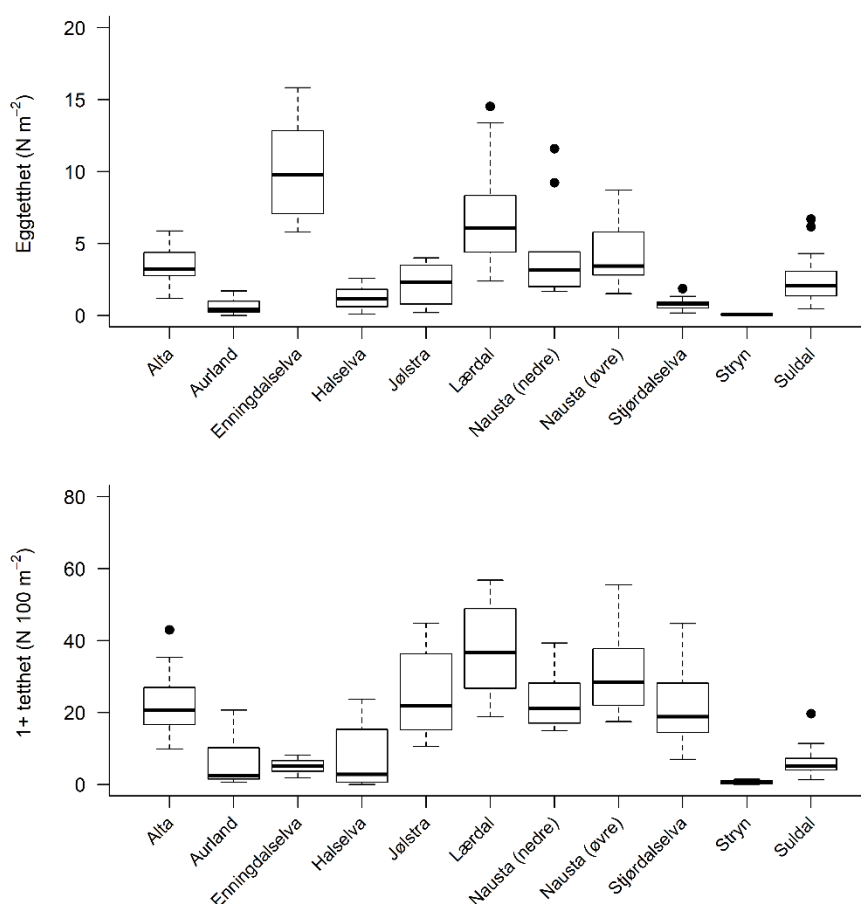 20
15
10
5
0
Eggtetthet (N m⁻²)
Alta
Aurland
Enningdalselva
Halselva
Jølstra
Lærdal
Nausta (nedre)
Nausta (øvre)
Stjørdalselva
Stryn
Suldal
80
60
40
20
0
1+ tetthet (N 100 m⁻²)
Alta
Aurland
Enningdalselva
Halselva
Jølstra
Lærdal
Nausta (nedre)
Nausta (øvre)
Stjørdalselva
Stryn
Suldal